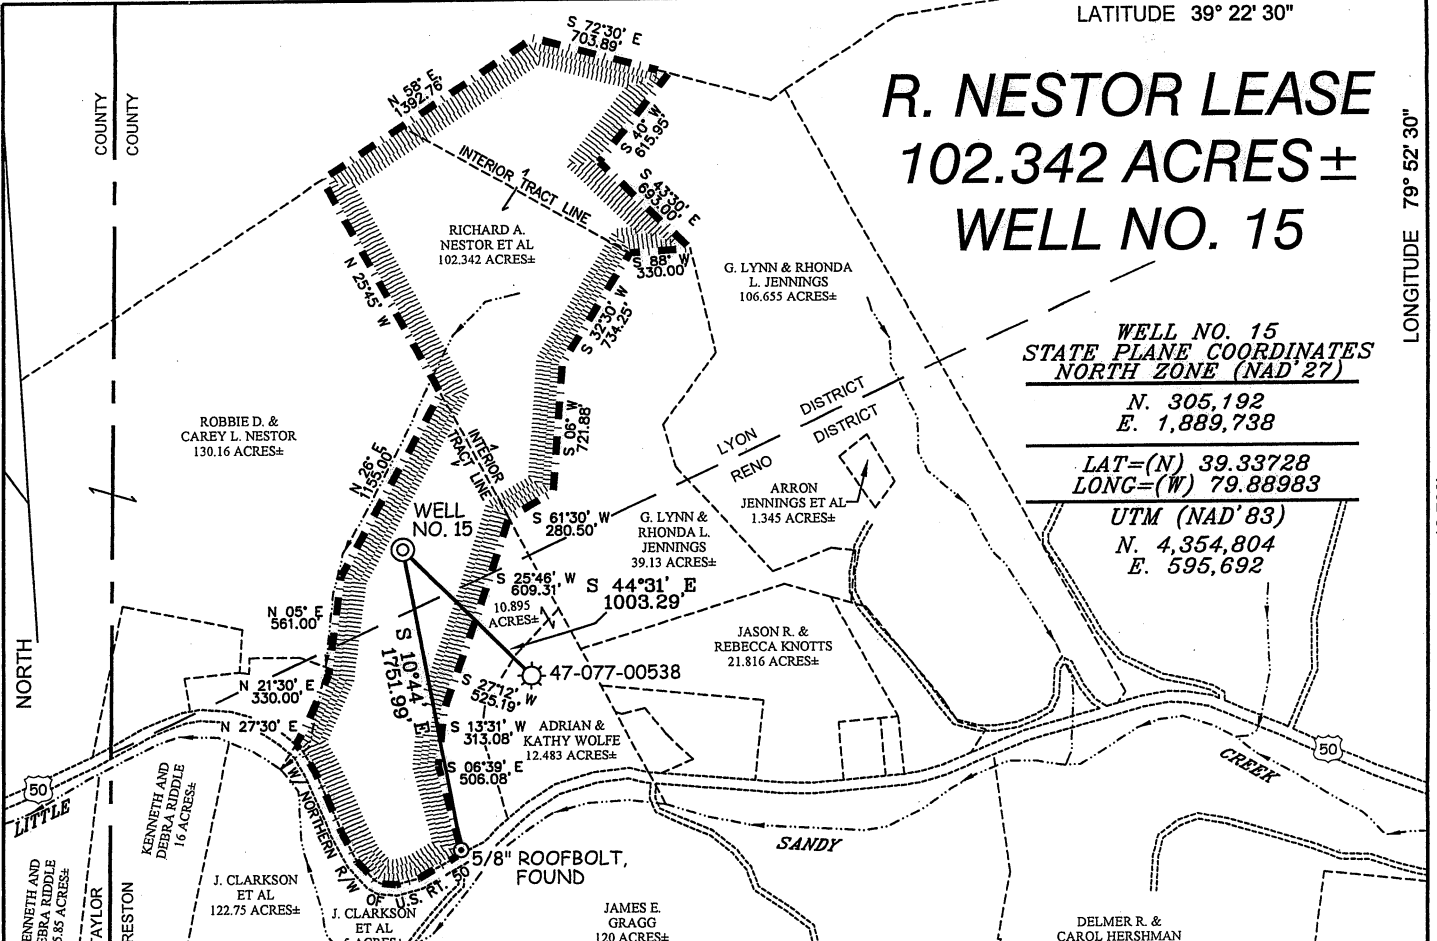 LATITUDE 39° 22' 30"
LONGITUDE 79° 52' 30"
R. NESTOR LEASE
102.342 ACRES±
WELL NO. 15
WELL NO. 15
STATE PLANE COORDINATES
NORTH ZONE (NAD'27)
N. 305,192
E. 1,889,738
LAT=(N) 39.33728
LONG=(W) 79.88983
UTM (NAD'83)
N. 4,354,804
E. 595,692
COUNTY
COUNTY
NORTH
S 72°30' E
703.89'
N 58° E
1392.76'
S 40° W
615.95'
S 43°30' E
693.00'
S 88° W
330.00'
INTERIOR TRACT LINE
RICHARD A.
NESTOR ET AL
102.342 ACRES±
N 25°45' W
S 32°30' W
734.25'
S 06° W
721.88'
G. LYNN & RHONDA
L. JENNINGS
106.655 ACRES±
LYON DISTRICT
RENO DISTRICT
ROBBIE D. &
CAREY L. NESTOR
130.16 ACRES±
N 26° E
1155.00'
INTERIOR
TRACT LINE
WELL
NO. 15
S 61°30' W
280.50'
ARRON
JENNINGS ET AL
1.345 ACRES±
G. LYNN &
RHONDA L.
JENNINGS
39.13 ACRES±
S 25°46' W
609.31'
10.895
ACRES±
S 44°31' E
1003.29'
N 05° E
561.00'
S 10°44' E
1751.99'
JASON R. &
REBECCA KNOTTS
21.816 ACRES±
47-077-00538
N 21°30' E
330.00'
S 27°12' W
525.19'
N 27°30' E
S 13°31' W
313.08'
ADRIAN &
KATHY WOLFE
12.483 ACRES±
S 06°39' E
506.08'
50
50
LITTLE
SANDY
CREEK
KENNETH AND
DEBRA RIDDLE
16 ACRES±
W/ NORTHERN R/W
OF U.S. RT. 50
5/8" ROOFBOLT,
FOUND
J. CLARKSON
ET AL
122.75 ACRES±
J. CLARKSON
ET AL
JAMES E.
GRAGG
120 ACRES±
DELMER R. &
CAROL HERSHMAN
TAYLOR